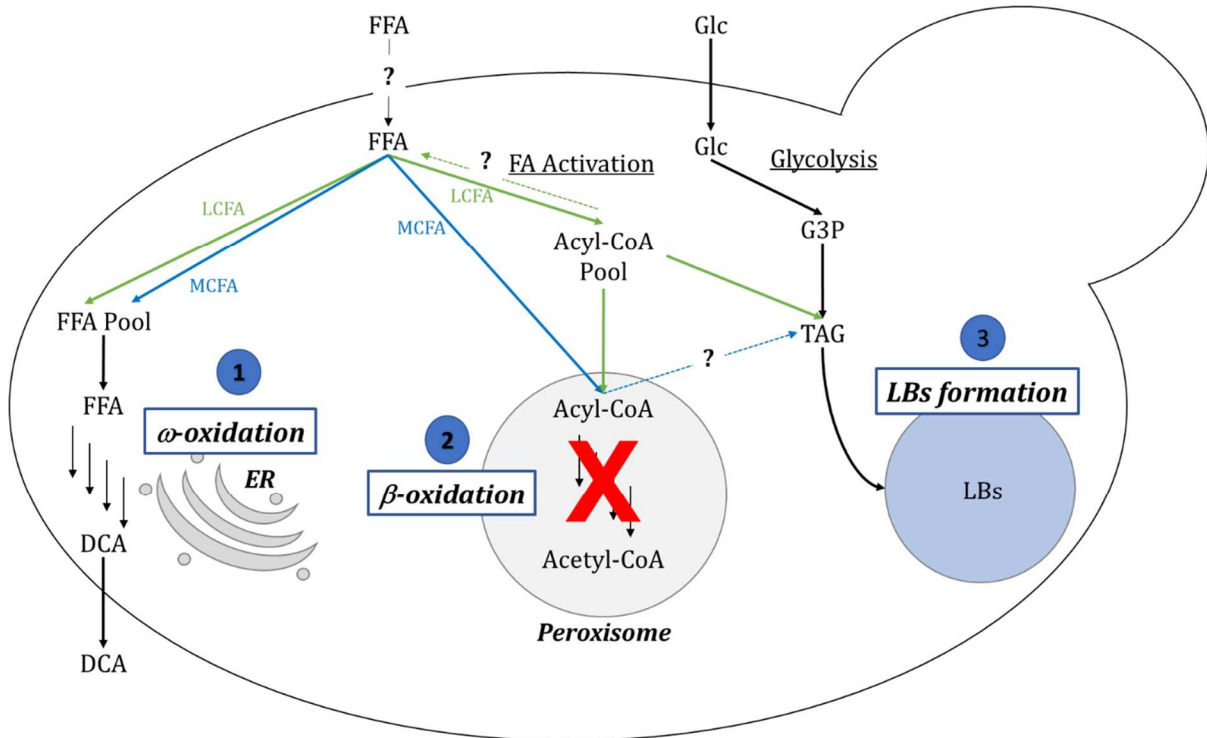 FFA
Glc
?
FFA
Glc
?
FA Activation
Glycolysis
LCFA
LCFA
MCFA
G3P
Acyl-CoA
Pool
MCFA
FFA Pool
TAG
3
?
1
LBs formation
FFA
Acyl-CoA
ω-oxidation
2
ER
β-oxidation
X
LBs
DCA
Acetyl-CoA
Peroxisome
DCA